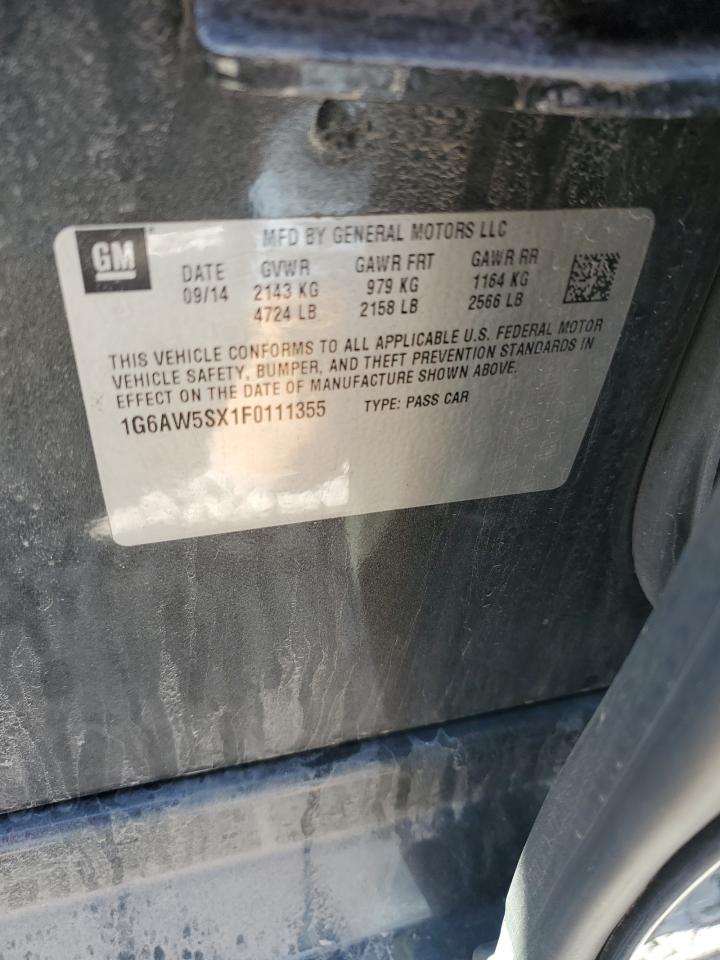 GM
MFD BY GENERAL MOTORS LLC
DATE GVWR GAWR FRT GAWR RR
09/14 2143 KG 979 KG 1164 KG
4724 LB 2158 LB 2566 LB
THIS VEHICLE CONFORMS TO ALL APPLICABLE U.S. FEDERAL MOTOR
VEHICLE SAFETY, BUMPER, AND THEFT PREVENTION STANDARDS IN
EFFECT ON THE DATE OF MANUFACTURE SHOWN ABOVE.
1G6AW5SX1F0111355 TYPE: PASS CAR